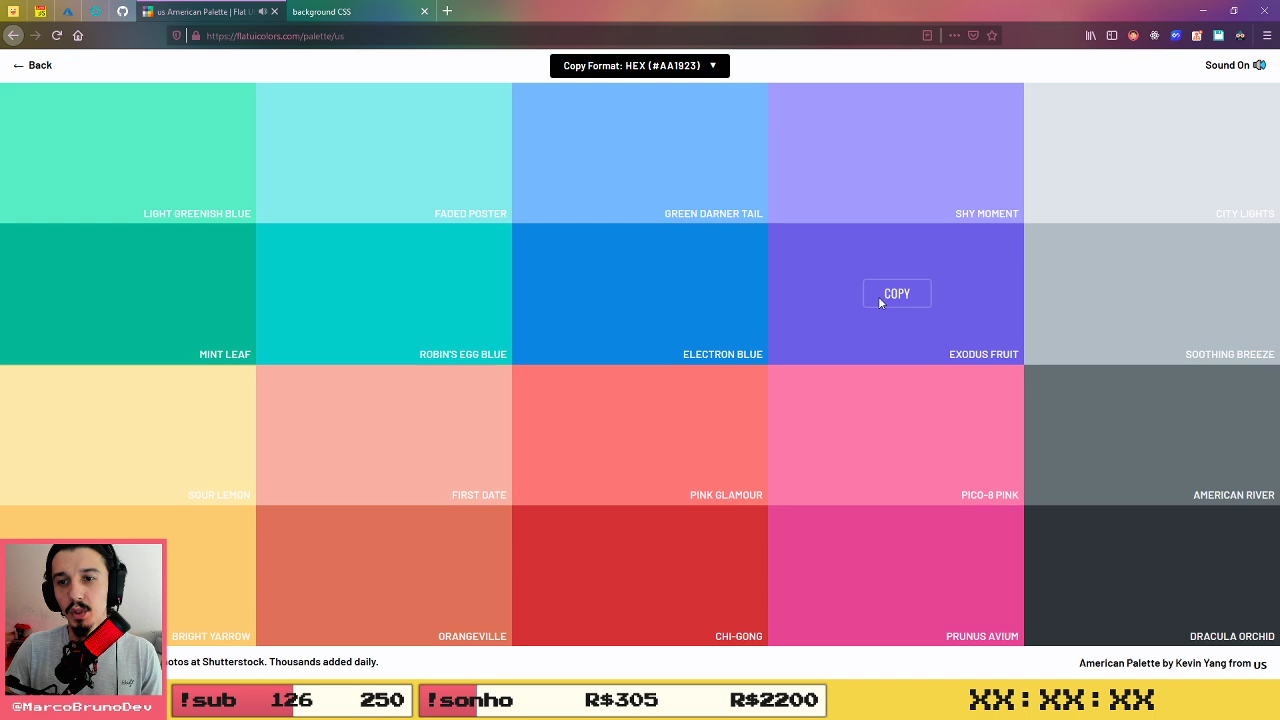 us American Palette | Flat U
background CSS
https://flatuicolors.com/palette/us
← Back
Copy Format: HEX (#AA1923) ▼
Sound On
LIGHT GREENISH BLUE
FADED POSTER
GREEN DARNER TAIL
SHY MOMENT
CITY LIGHTS
MINT LEAF
ROBIN'S EGG BLUE
ELECTRON BLUE
COPY
EXODUS FRUIT
SOOTHING BREEZE
SOUR LEMON
FIRST DATE
PINK GLAMOUR
PICO-8 PINK
AMERICAN RIVER
BRIGHT YARROW
ORANGEVILLE
CHI-GONG
PRUNUS AVIUM
DRACULA ORCHID
otos at Shutterstock. Thousands added daily.
American Palette by Kevin Yang from us
@MarcoBrunoDev
!sub 126 250
!sonho R$305 R$2200
XX:XX:XX